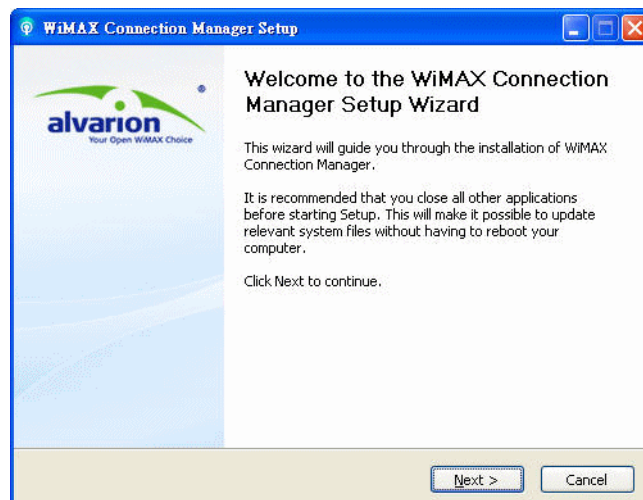 WiMAX Connection Manager Setup
alvarion
®
Your Open WiMAX Choice
Welcome to the WiMAX Connection
Manager Setup Wizard
This wizard will guide you through the installation of WiMAX
Connection Manager.
It is recommended that you close all other applications
before starting Setup. This will make it possible to update
relevant system files without having to reboot your
computer.
Click Next to continue.
Next >
Cancel